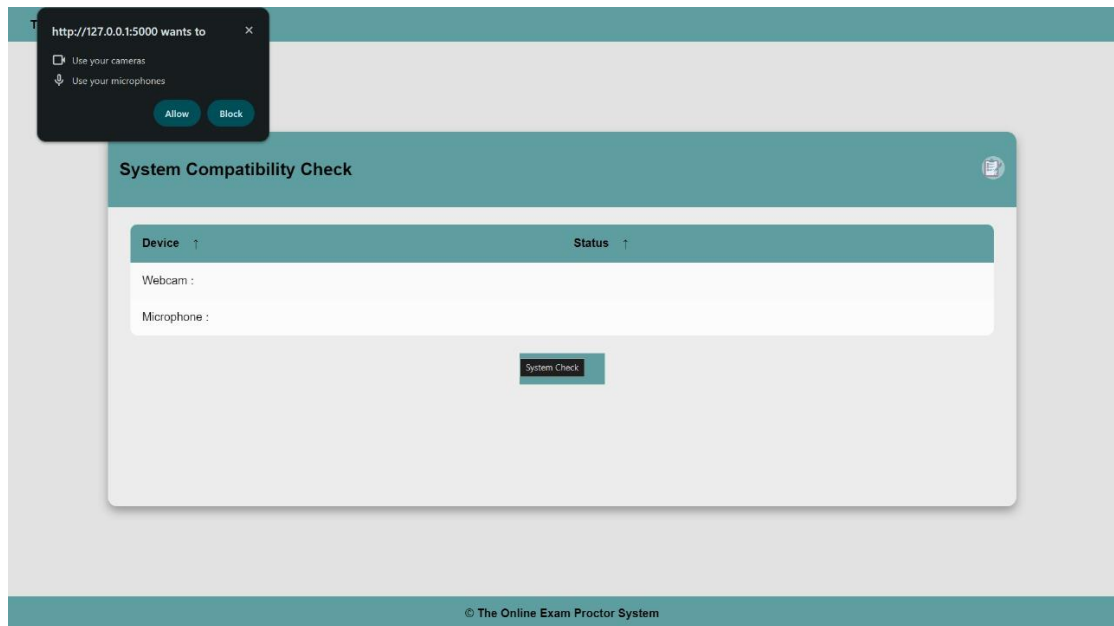 T
http://127.0.0.1:5000 wants to ×
Use your cameras
Use your microphones
Allow Block
System Compatibility Check
Device ↑ Status ↑
Webcam :
Microphone :
System Check
© The Online Exam Proctor System